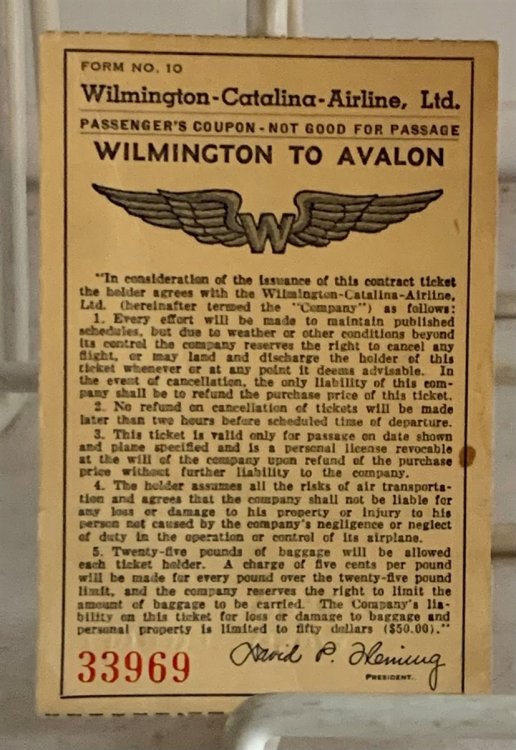 FORM NO. 10
Wilmington-Catalina-Airline, Ltd.
PASSENGER'S COUPON - NOT GOOD FOR PASSAGE
WILMINGTON TO AVALON
W
"In consideration of the issuance of this contract ticket
the holder agrees with the Wilmington-Catalina-Airline,
Ltd. (hereinafter termed the "Company") as follows:
1. Every effort will be made to maintain published
schedules, but due to weather or other conditions beyond
its control the company reserves the right to cancel any
flight, or may land and discharge the holder of this
ticket whenever or at any point it deems advisable. In
the event of cancellation, the only liability of this com-
pany shall be to refund the purchase price of this ticket.
2. No refund on cancellation of tickets will be made
later than two hours before scheduled time of departure.
3. This ticket is valid only for passage on date shown
and plane specified and is a personal license revocable
at the will of the company upon refund of the purchase
price without further liability to the company.
4. The holder assumes all the risks of air transporta-
tion and agrees that the company shall not be liable for
any loss or damage to his property or injury to his
person not caused by the company's negligence or neglect
of duty in the operation or control of its airplane.
5. Twenty-five pounds of baggage will be allowed
each ticket holder. A charge of five cents per pound
will be made for every pound over the twenty-five pound
limit, and the company reserves the right to limit the
amount of baggage to be carried. The Company's lia-
bility on this ticket for loss or damage to baggage and
personal property is limited to fifty dollars ($50.00)."
33969
David P. Fleming
PRESIDENT.